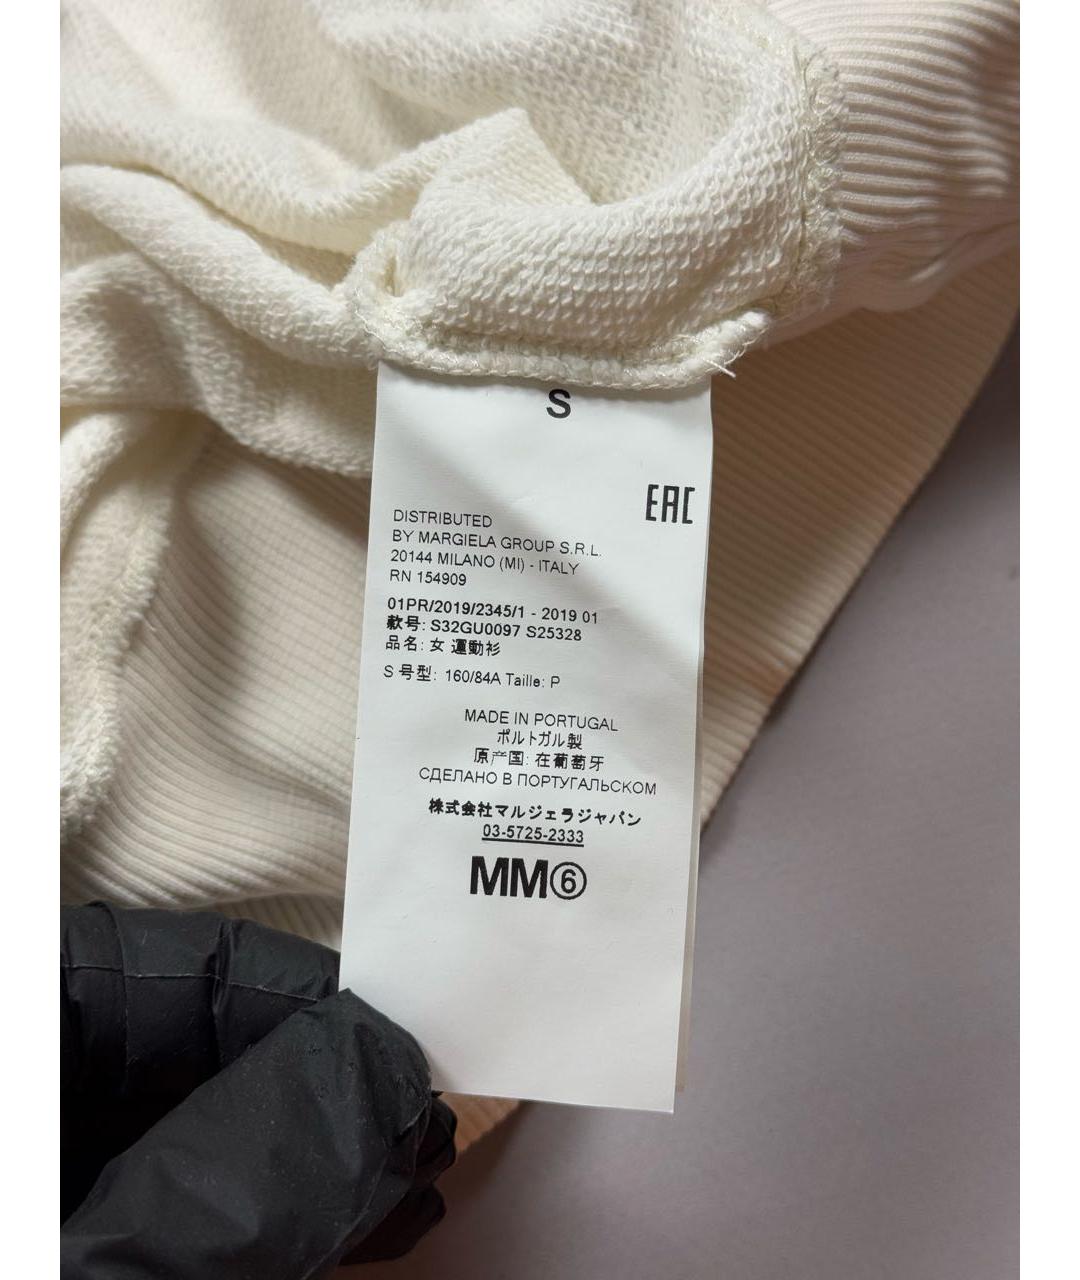 S
EAC
DISTRIBUTED
BY MARGIELA GROUP S.R.L.
20144 MILANO (MI) - ITALY
RN 154909
01PR/2019/2345/1 - 2019 01
款号: S32GU0097 S25328
品名: 女 運動衫
S 号型: 160/84A Taille: P
MADE IN PORTUGAL
ポルトガル製
原产国: 在葡萄牙
СДЕЛАНО В ПОРТУГАЛЬСКОМ
株式会社マルジェラジャパン
03-5725-2333
MM⑥